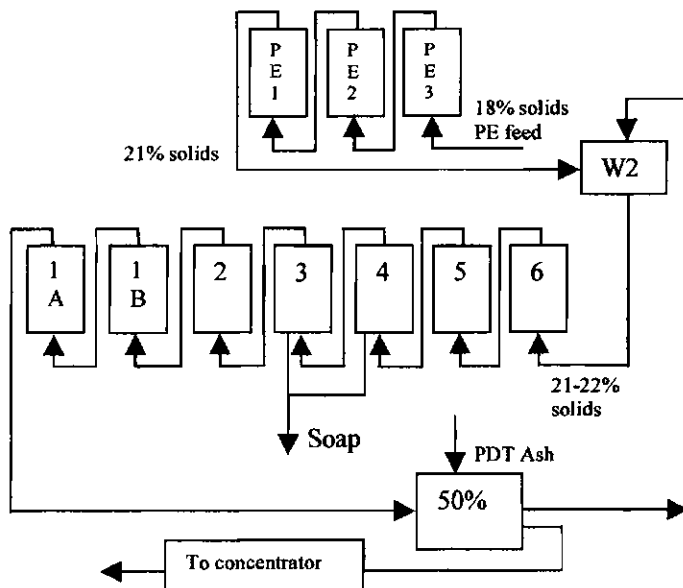 P
E
1
P
E
2
P
E
3
18% solids
PE feed
21% solids
W2
1
A
1
B
2
3
4
5
6
21-22%
solids
Soap
PDT Ash
50%
To concentrator